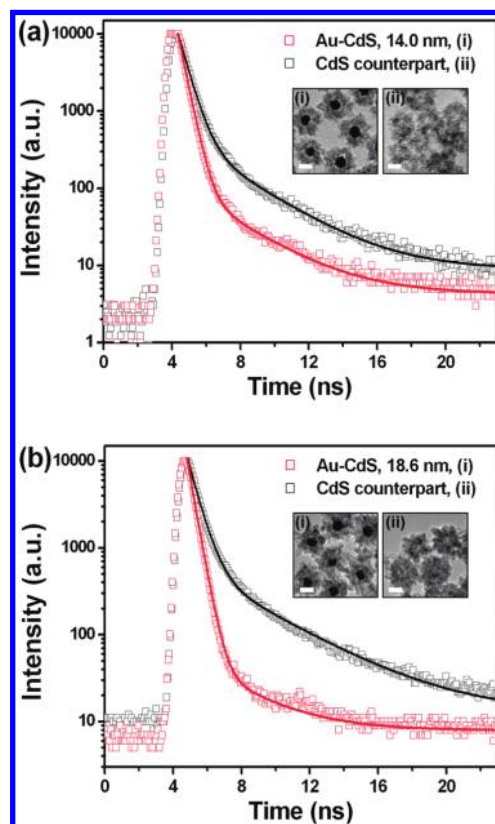 (a)
Au-CdS, 14.0 nm, (i)
CdS counterpart, (ii)
(i)
(ii)
10000
1000
100
10
1
Intensity (a.u.)
0 4 8 12 16 20
Time (ns)
(b)
Au-CdS, 18.6 nm, (i)
CdS counterpart, (ii)
(i)
(ii)
10000
1000
100
10
Intensity (a.u.)
0 4 8 12 16 20
Time (ns)